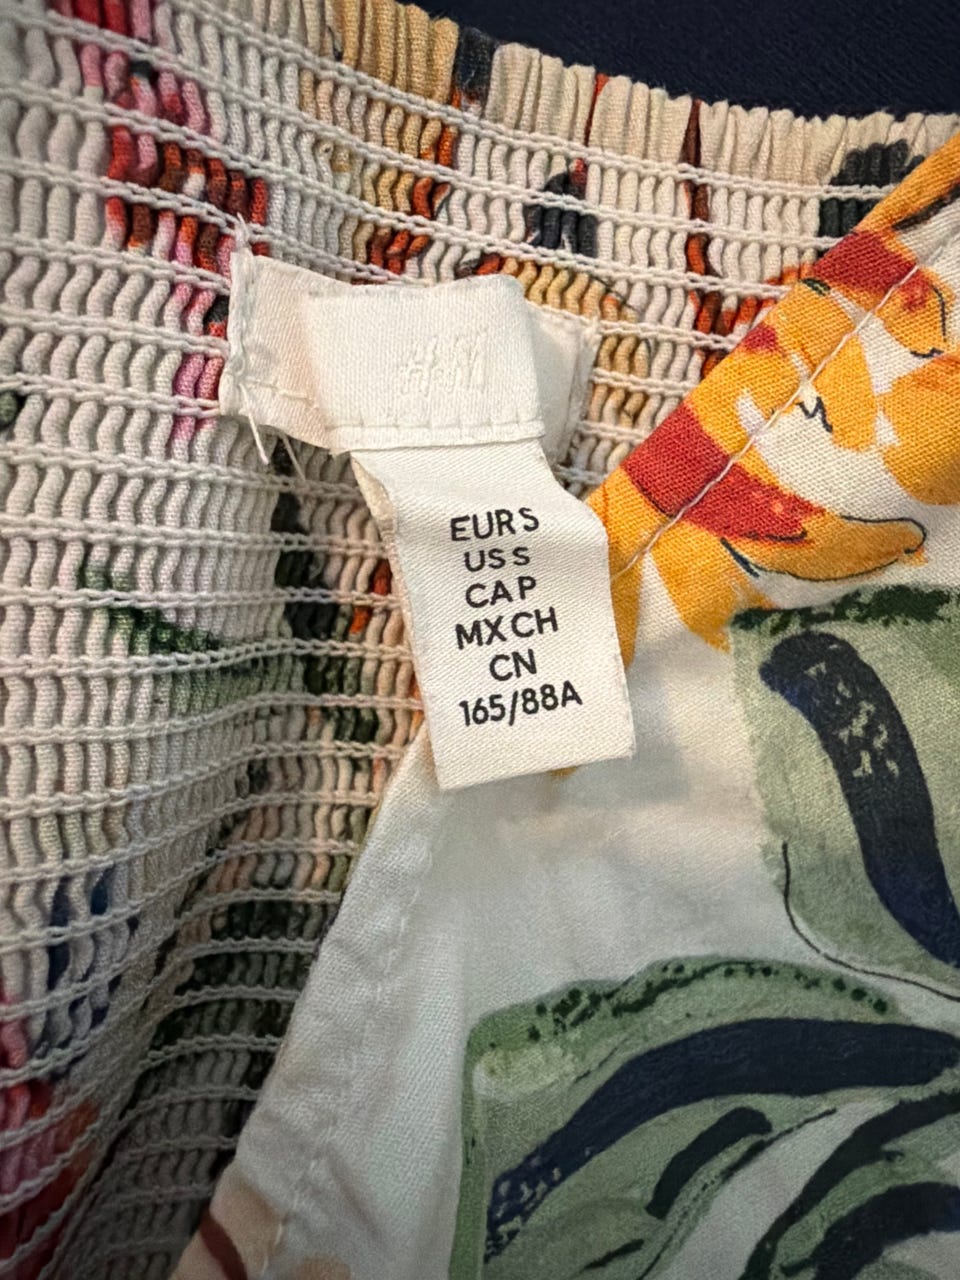 H&M
EUR S
US S
CA P
MX CH
CN
165/88A